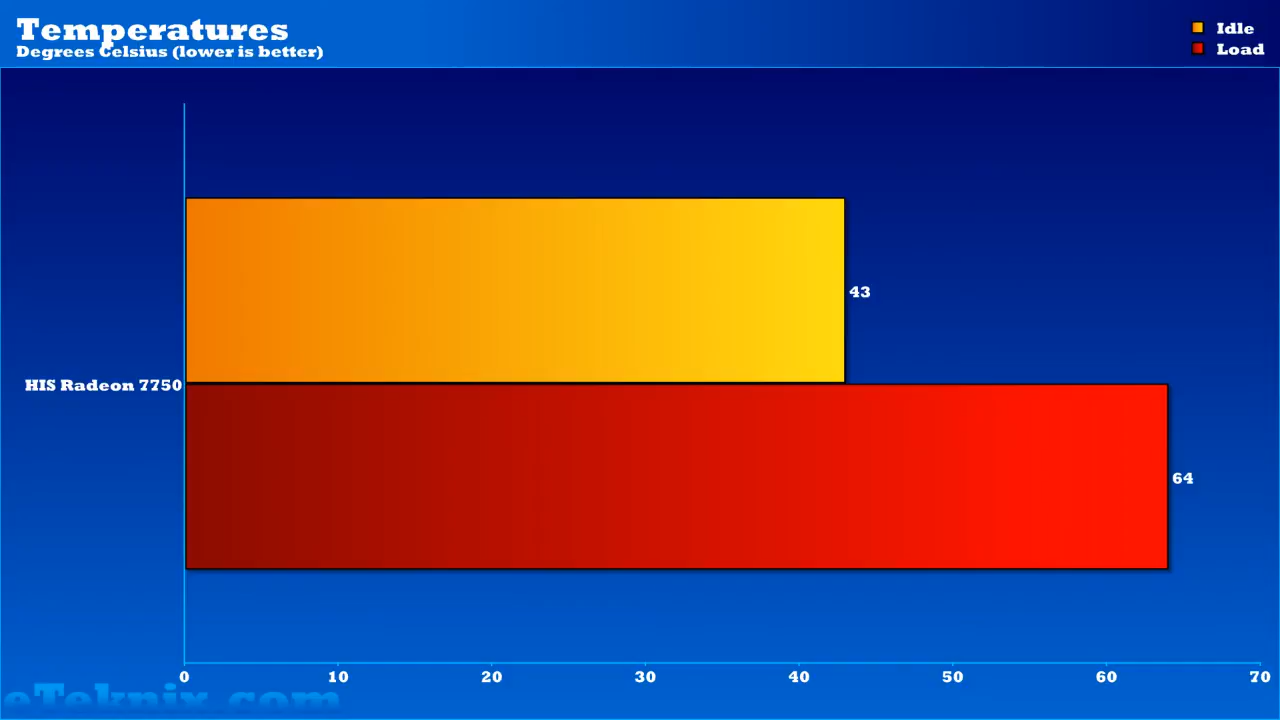 Temperatures
Degrees Celsius (lower is better)
Idle
Load
43
HIS Radeon 7750
64
0 10 20 30 40 50 60 70
eTeknix.com